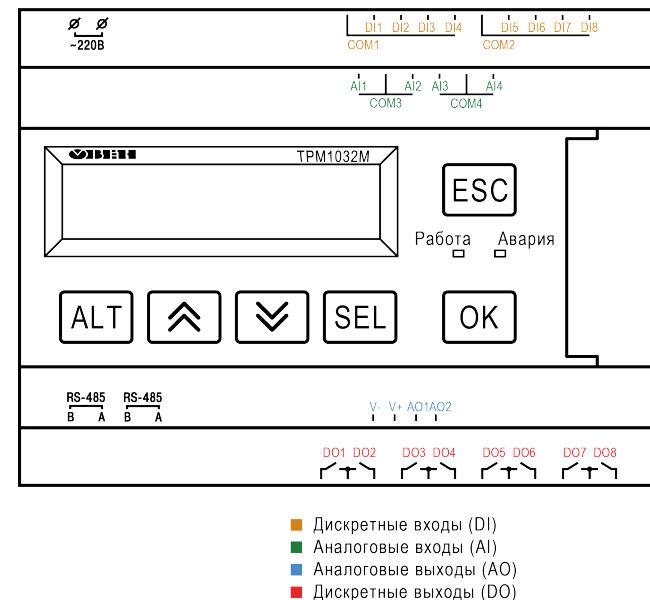 ~220В
DI1 DI2 DI3 DI4 DI5 DI6 DI7 DI8
COM1 COM2
AI1 AI2 AI3 AI4
COM3 COM4
ОВЕН ТРМ1032М
ESC
Работа Авария
ALT SEL OK
RS-485 RS-485
B A B A
V- V+ AO1 AO2
DO1 DO2 DO3 DO4 DO5 DO6 DO7 DO8
Дискретные входы (DI)
Аналоговые входы (AI)
Аналоговые выходы (AO)
Дискретные выходы (DO)